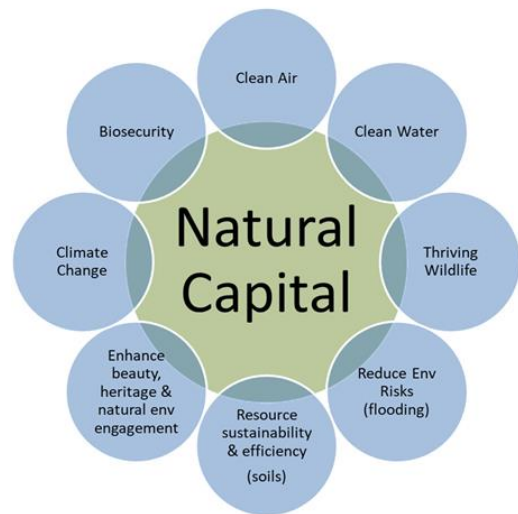 Clean Air
Clean Water
Thriving
Wildlife
Reduce Env
Risks
(flooding)
Resource
sustainability
& efficiency
(soils)
Enhance
beauty,
heritage &
natural env
engagement
Climate
Change
Biosecurity
Natural
Capital